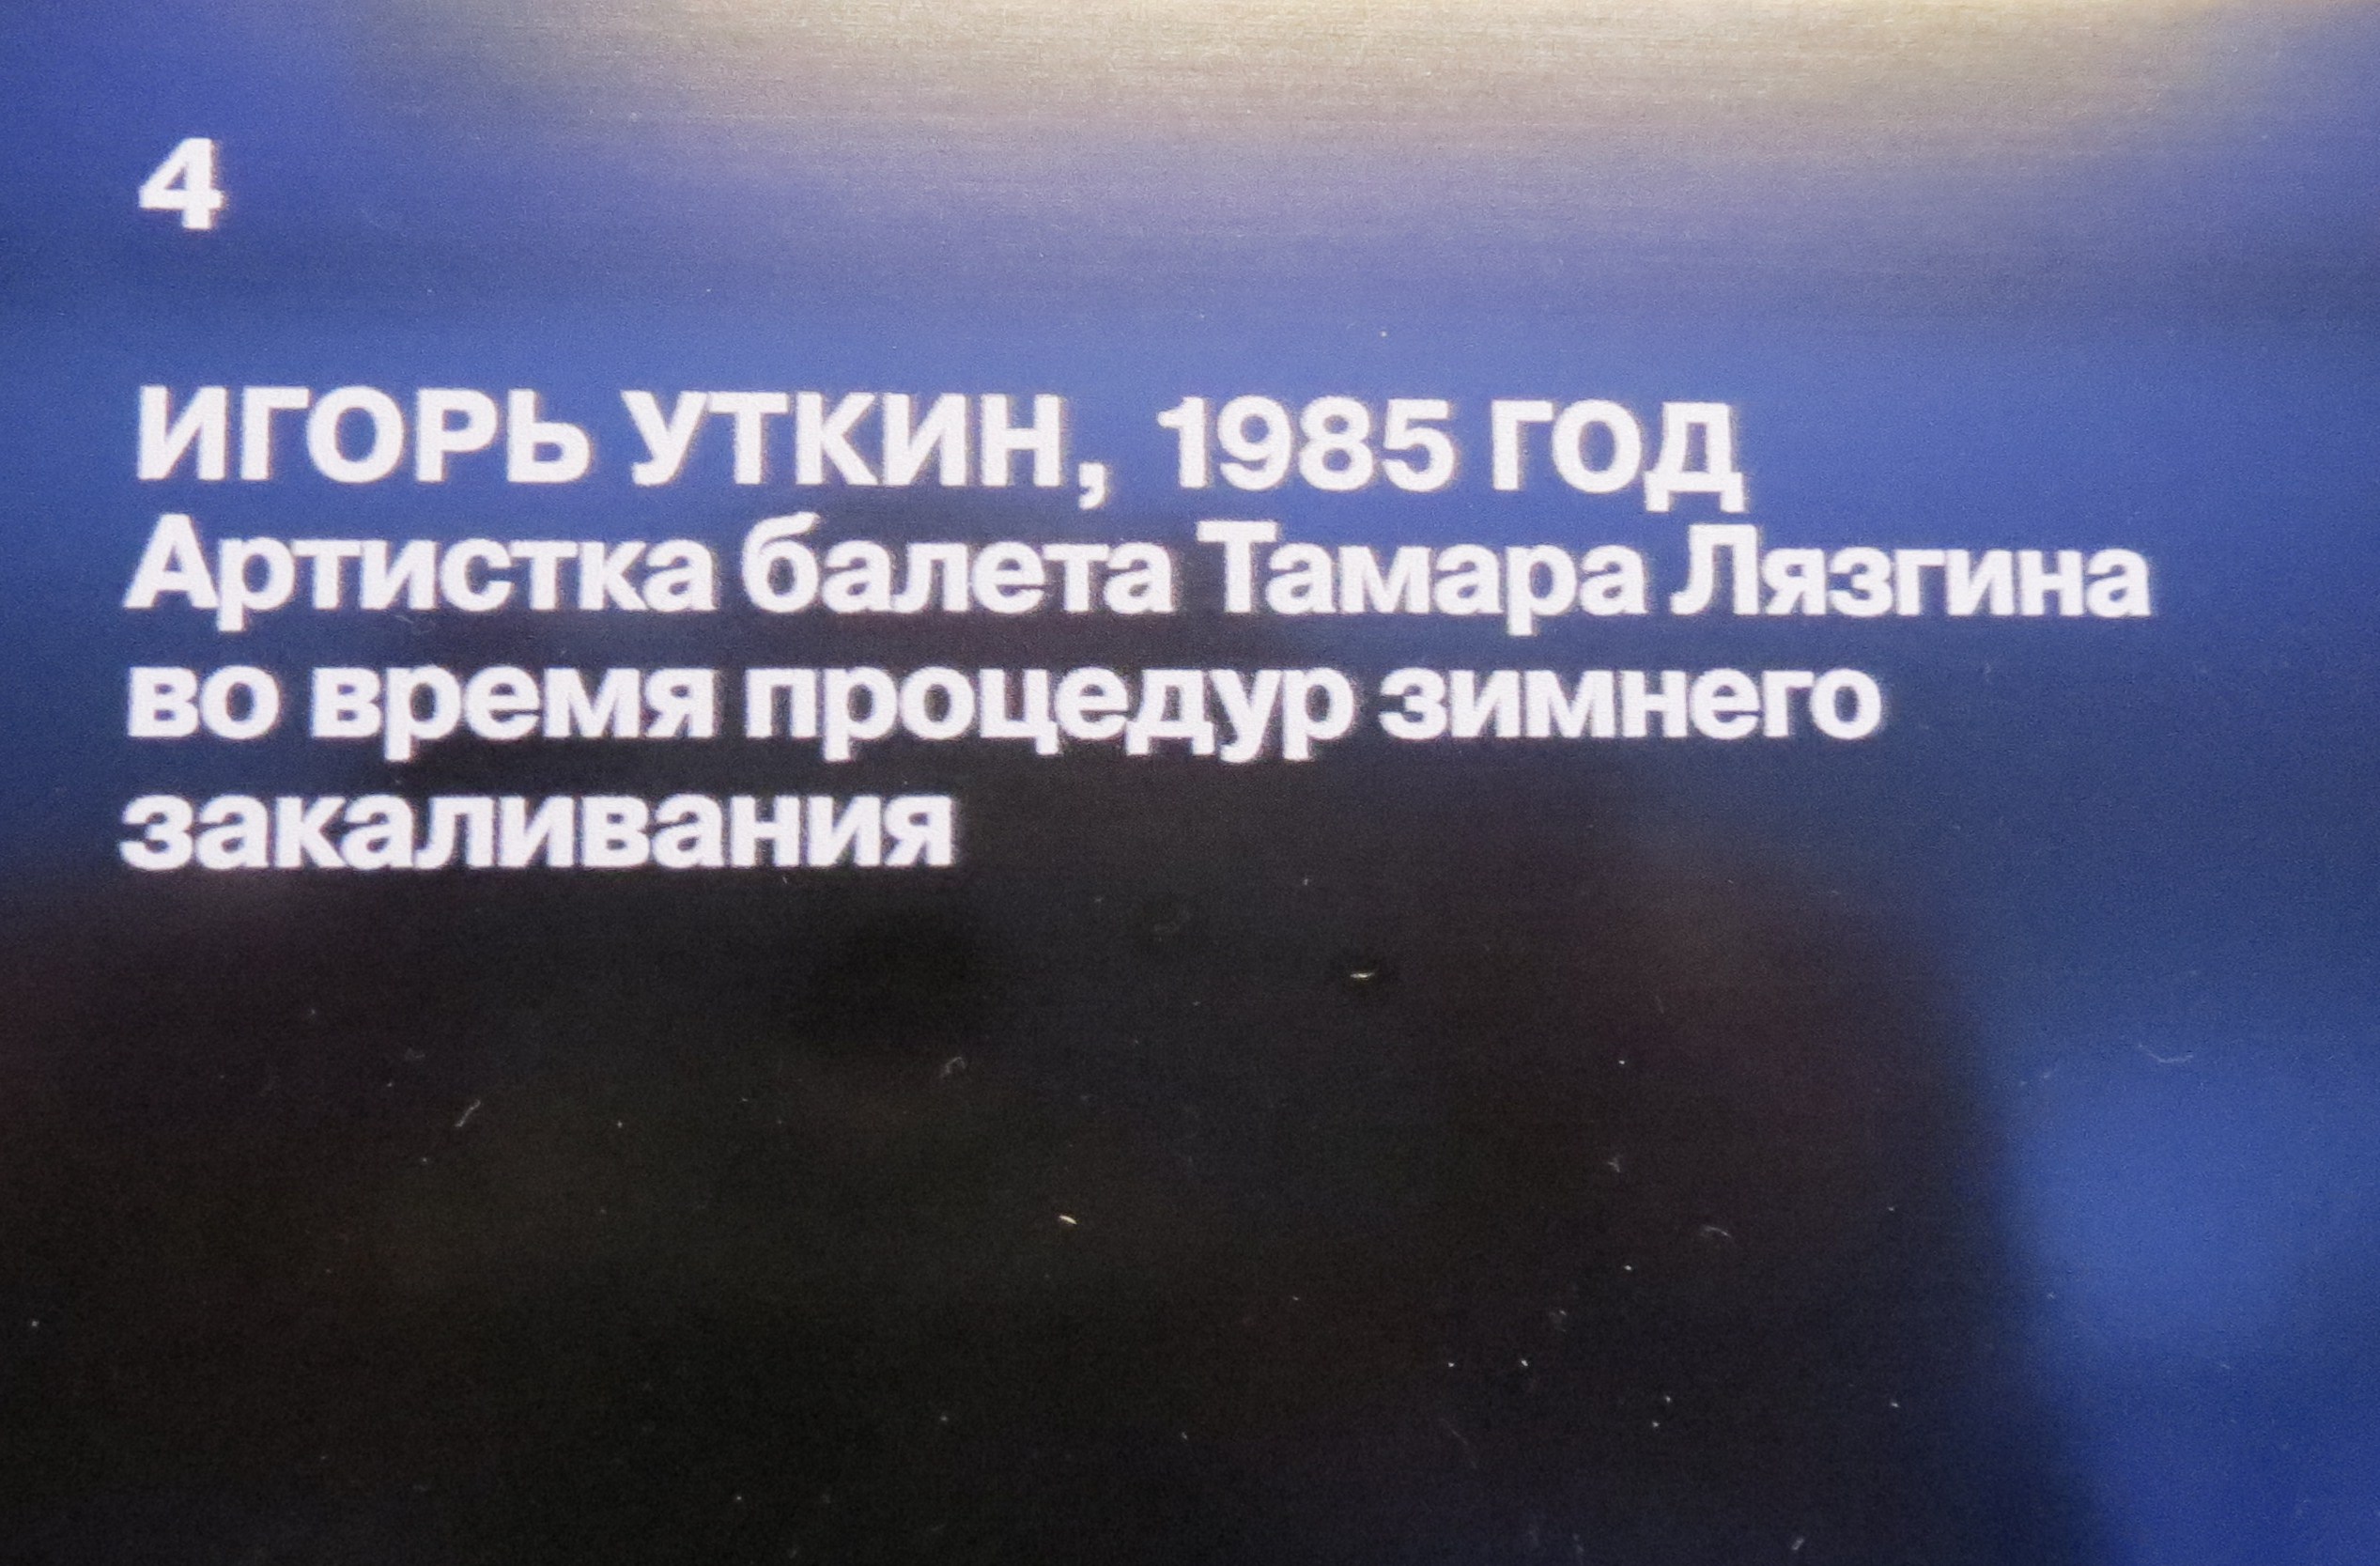 4
ИГОРЬ УТКИН, 1985 ГОД
Артистка балета Тамара Лязгина
во время процедур зимнего
закаливания